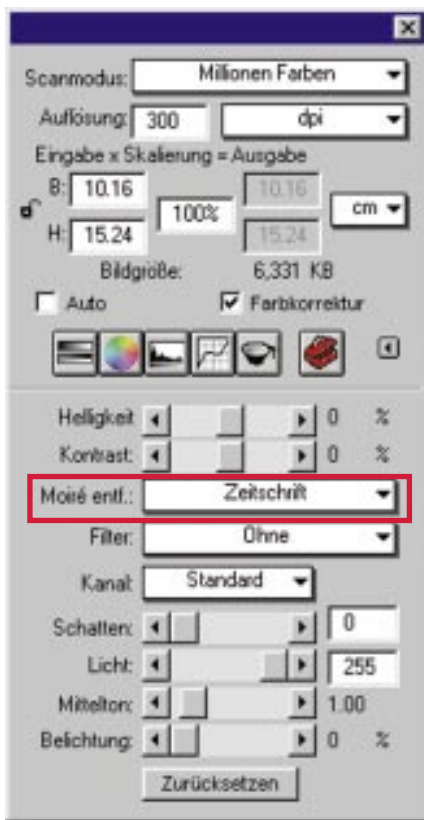 Scanmodus: Millionen Farben
Auflösung: 300 dpi
Eingabe x Skalierung = Ausgabe
B: 10.16 100% 10.16 cm
H: 15.24 15.24
Bildgröße: 6,331 KB
Auto Farbkorrektur
Helligkeit 0 %
Kontrast: 0 %
Moiré entf.: Zeitschrift
Filter: Ohne
Kanal: Standard
Schatten: 0
Licht: 255
Mittelton: 1.00
Belichtung: 0 %
Zurücksetzen